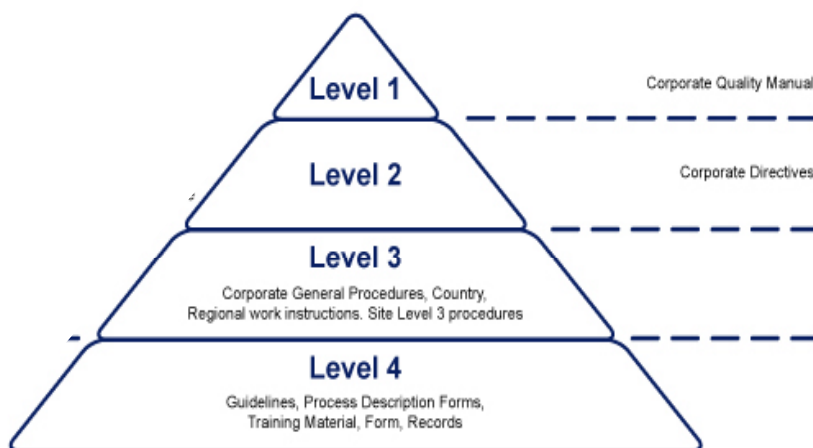 Level 1
Corporate Quality Manual
Level 2
Corporate Directives
Level 3
Corporate General Procedures, Country,
Regional work instructions. Site Level 3 procedures
Level 4
Guidelines, Process Description Forms,
Training Material, Form, Records